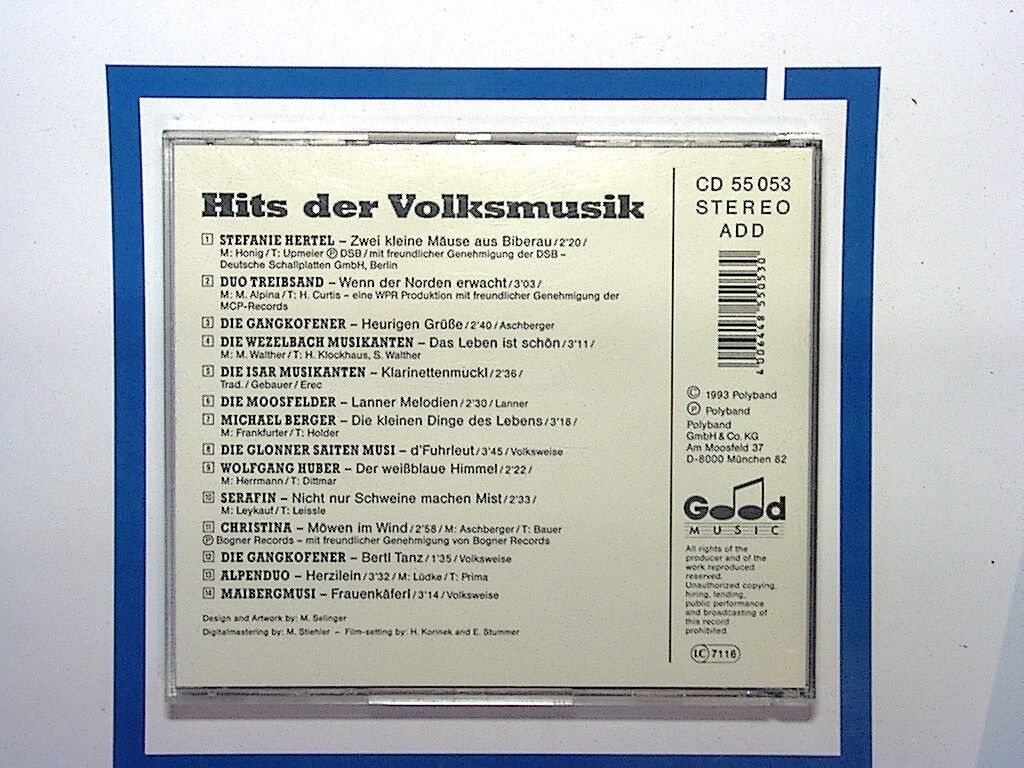 Hits der Volksmusik
1 STEFANIE HERTEL – Zwei kleine Mäuse aus Biberau / 2'20 /
M: Honig / T: Upmeier Ⓟ DSB / mit freundlicher Genehmigung der DSB –
Deutsche Schallplatten GmbH, Berlin
2 DUO TREIBSAND – Wenn der Norden erwacht / 3'03 /
M: M. Alpina / T: H. Curtis – eine WPR Produktion mit freundlicher Genehmigung der
MCP-Records
3 DIE GANGKOFENER – Heurigen Grüße / 2'40 / Aschberger
4 DIE WEZELBACH MUSIKANTEN – Das Leben ist schön / 3'11 /
M: M. Walther / T: H. Klockhaus, S. Walther
5 DIE ISAR MUSIKANTEN – Klarinettenmuckl / 2'36 /
Trad. / Gebauer / Erec
6 DIE MOOSFELDER – Lanner Melodien / 2'30 / Lanner
7 MICHAEL BERGER – Die kleinen Dinge des Lebens / 3'18 /
M: Frankfurter / T: Holder
8 DIE GLONNER SAITEN MUSI – d'Fuhrleut / 3'45 / Volksweise
9 WOLFGANG HUBER – Der weißblaue Himmel / 2'22 /
M: Herrmann / T: Dittmar
10 SERAFIN – Nicht nur Schweine machen Mist / 2'33 /
M: Leykauf / T: Leissle
11 CHRISTINA – Möwen im Wind / 2'58 / M: Aschberger / T: Bauer
Ⓟ Bogner Records – mit freundlicher Genehmigung von Bogner Records
12 DIE GANGKOFENER – Bertl Tanz / 1'35 / Volksweise
13 ALPENDUO – Herzilein / 3'32 / M: Lüdke / T: Prima
14 MAIBERGMUSI – Frauenkäferl / 3'14 / Volksweise
Design and Artwork by: M. Selinger
Digitalmastering by: M. Stiehler – Film-setting by: H. Korinek and E. Stummer
CD 55 053
STEREO
ADD
4 006448 550530
© 1993 Polyband
Ⓟ Polyband
Polyband
GmbH & Co. KG
Am Moosfeld 37
D-8000 München 82
Good
MUSIC
All rights of the
producer and of the
work reproduced
reserved.
Unauthorized copying,
hiring, lending,
public performance
and broadcasting of
this record
prohibited.
LC 7116